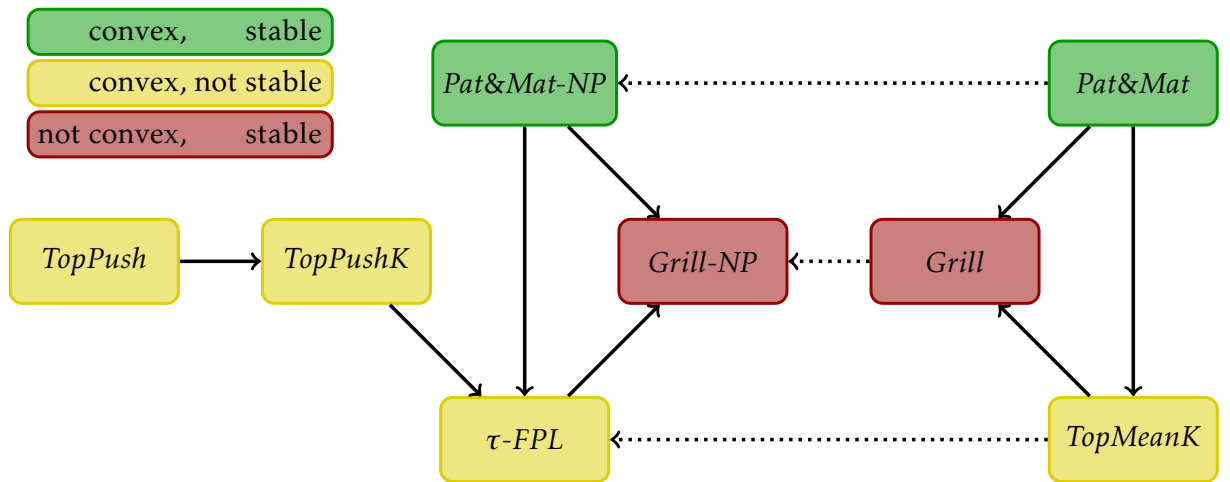 convex, stable
convex, not stable
not convex, stable
Pat&Mat-NP
Pat&Mat
TopPush
TopPushK
Grill-NP
Grill
τ-FPL
TopMeanK